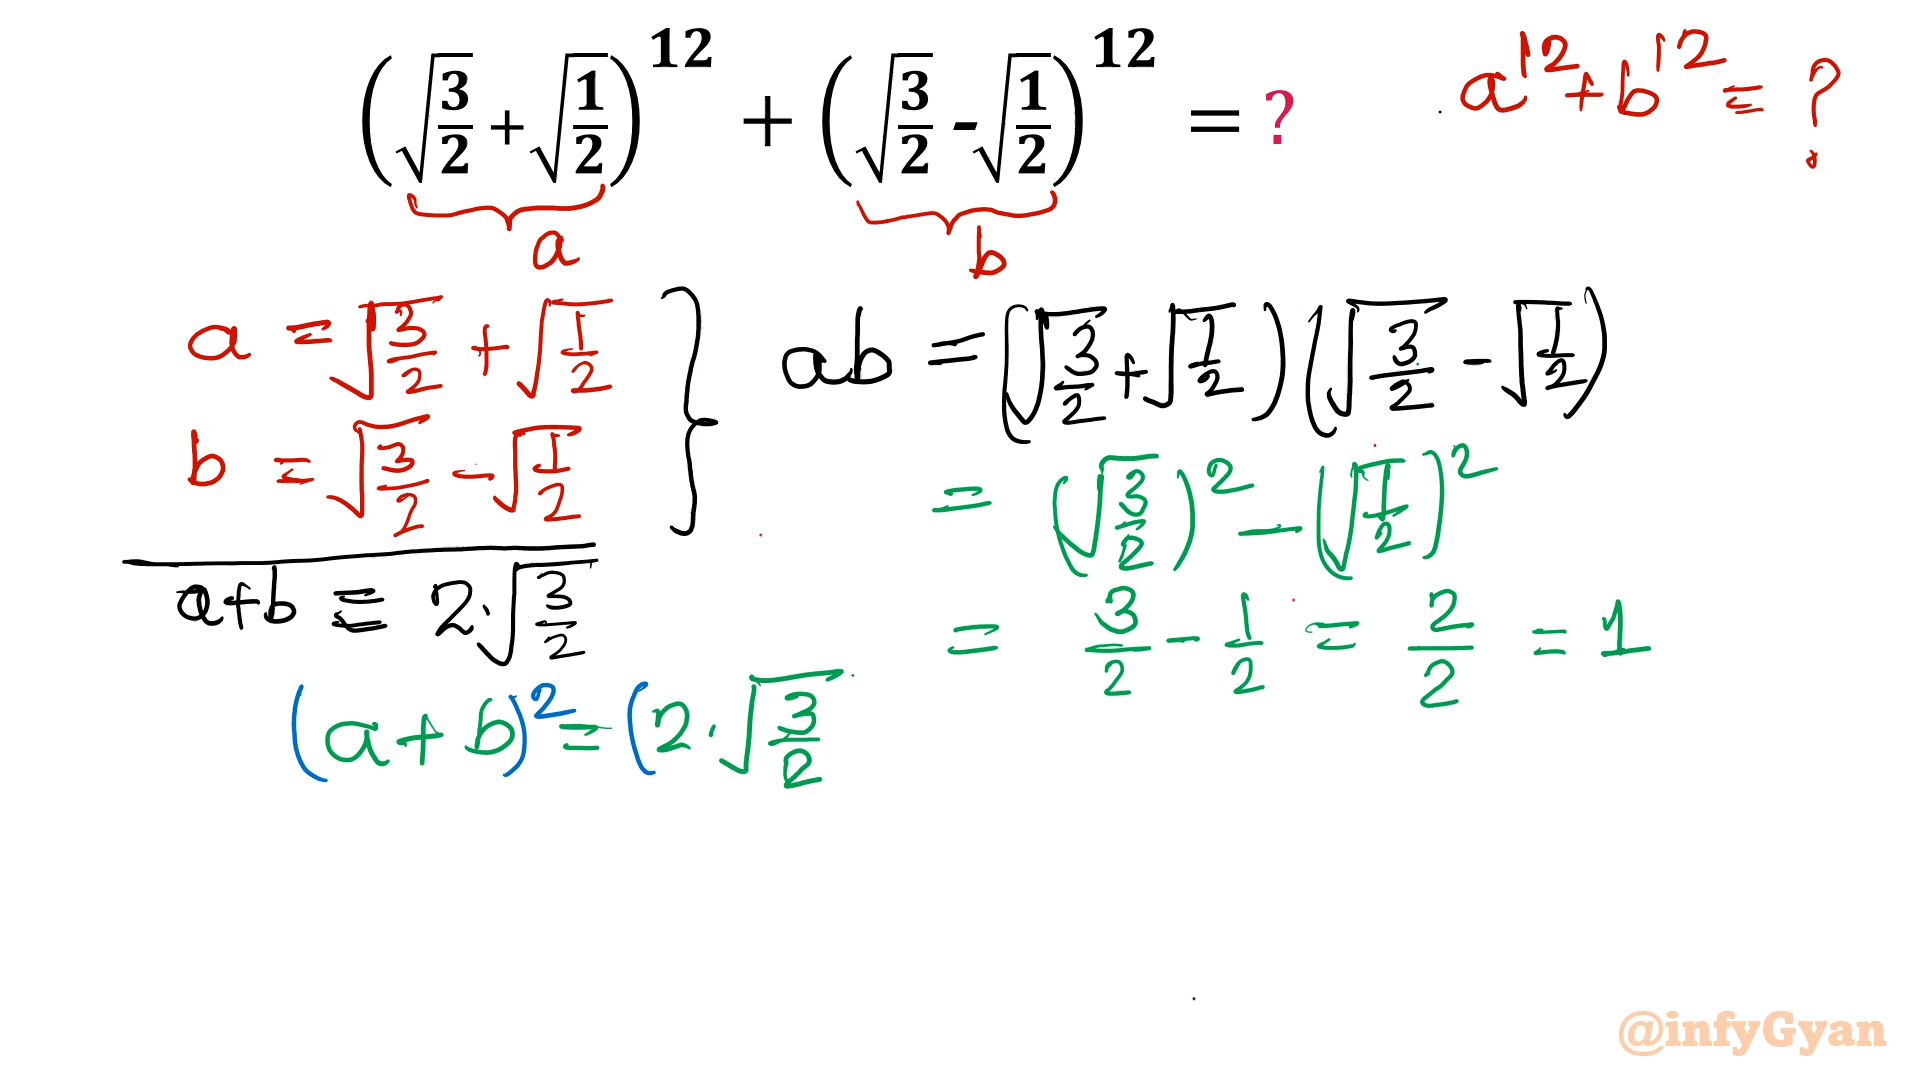 (√(3/2) + √(1/2))^12 + (√(3/2) - √(1/2))^12 = ?
a^12 + b^12 = ?
a
b
a = √(3/2) + √(1/2)
b = √(3/2) - √(1/2)
a+b = 2·√(3/2)
(a+b)^2 = (2·√(3/2)
ab = (√(3/2) + √(1/2))(√(3/2) - √(1/2))
= (√(3/2))^2 - (√(1/2))^2
= 3/2 - 1/2 = 2/2 = 1
@infyGyan